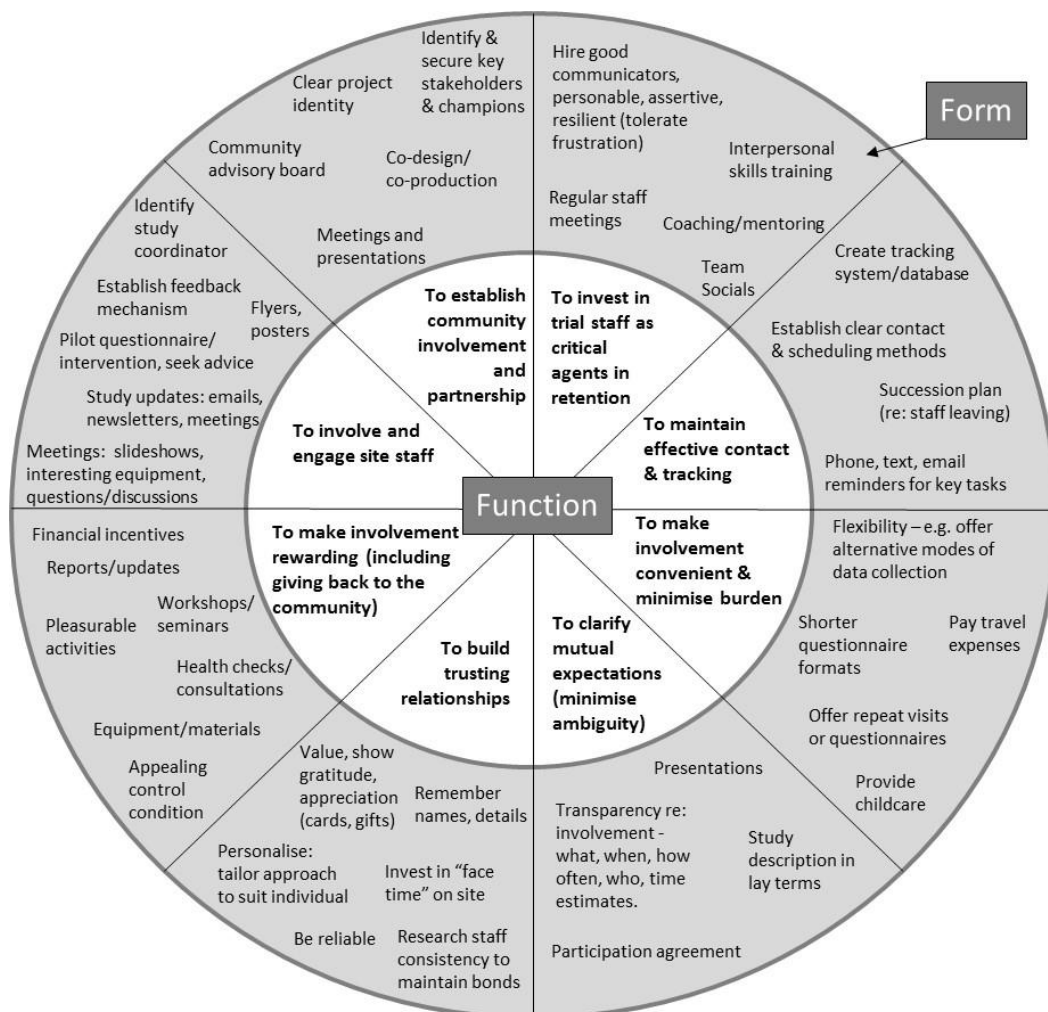 Form
Function
To establish
community
involvement
and
partnership
Identify &
secure key
stakeholders
& champions
Clear project
identity
Community
advisory board
Co-design/
co-production
Meetings and
presentations
To invest in
trial staff as
critical
agents in
retention
Hire good
communicators,
personable, assertive,
resilient (tolerate
frustration)
Interpersonal
skills training
Regular staff
meetings
Coaching/mentoring
Team
Socials
To maintain
effective contact
& tracking
Create tracking
system/database
Establish clear contact
& scheduling methods
Succession plan
(re: staff leaving)
Phone, text, email
reminders for key tasks
To make
involvement
convenient &
minimise burden
Flexibility – e.g. offer
alternative modes of
data collection
Shorter
questionnaire
formats
Pay travel
expenses
Offer repeat visits
or questionnaires
Provide
childcare
To clarify
mutual
expectations
(minimise
ambiguity)
Presentations
Transparency re:
involvement -
what, when, how
often, who, time
estimates.
Study
description in
lay terms
Participation agreement
To build
trusting
relationships
Value, show
gratitude,
appreciation
(cards, gifts)
Remember
names, details
Personalise:
tailor approach
to suit individual
Invest in “face
time” on site
Be reliable
Research staff
consistency to
maintain bonds
To make involvement
rewarding (including
giving back to the
community)
Financial incentives
Reports/updates
Workshops/
seminars
Pleasurable
activities
Health checks/
consultations
Equipment/materials
Appealing
control
condition
To involve and
engage site staff
Identify
study
coordinator
Establish feedback
mechanism
Flyers,
posters
Pilot questionnaire/
intervention, seek advice
Study updates: emails,
newsletters, meetings
Meetings: slideshows,
interesting equipment,
questions/discussions